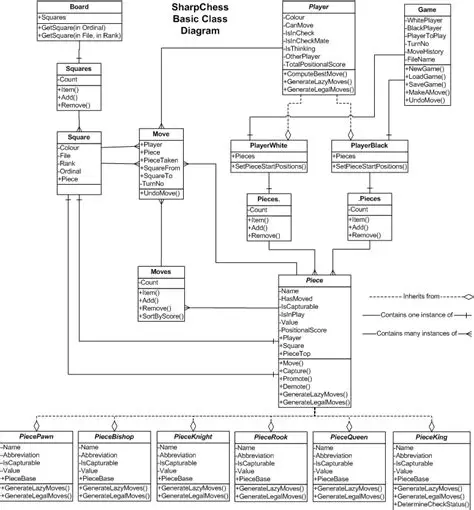 SharpChess
Basic Class
Diagram
Board
+Squares
+GetSquare(in Ordinal)
+GetSquare(in File, in Rank)
Player
-Colour
-CanMove
-IsInCheck
-IsInCheckMate
-IsThinking
-OtherPlayer
-TotalPositionalScore
+ComputeBestMove()
+GenerateLazyMoves()
+GenerateLegalMoves()
Game
-WhitePlayer
-BlackPlayer
-PlayerToPlay
-TurnNo
-MoveHistory
-FileName
+NewGame()
+LoadGame()
+SaveGame()
+MakeAMove()
+UndoMove()
Squares
-Count
+Item()
+Add()
+Remove()
Square
-Colour
-File
-Rank
-Ordinal
+Piece
Move
+Player
+Piece
+PieceTaken
+SquareFrom
+SquareTo
-TurnNo
+UndoMove()
PlayerWhite
+Pieces
+SetPieceStartPositions()
PlayerBlack
+Pieces
+SetPieceStartPositions()
Pieces.
-Count
+Item()
+Add()
+Remove()
.Pieces
-Count
+Item()
+Add()
+Remove()
Moves
-Count
+Item()
+Add()
+Remove()
+SortByScore()
Piece
-Name
-HasMoved
-IsCapturable
-IsInPlay
-Value
-PositionalScore
+Player
+Square
+PieceTop
+Move()
+Capture()
+Promote()
-Demote()
+GenerateLazyMoves()
+GenerateLegalMoves()
Inherits from
Contains one instance of
Contains many instances of
PiecePawn
-Name
-Abbreviation
-IsCapturable
-Value
+PieceBase
+GenerateLazyMoves()
+GenerateLegalMoves()
PieceBishop
-Name
-Abbreviation
-IsCapturable
-Value
+PieceBase
+GenerateLazyMoves()
+GenerateLegalMoves()
PieceKnight
-Name
-Abbreviation
-IsCapturable
-Value
+PieceBase
+GenerateLazyMoves()
+GenerateLegalMoves()
PieceRook
-Name
-Abbreviation
-IsCapturable
-Value
+PieceBase
+GenerateLazyMoves()
+GenerateLegalMoves()
PieceQueen
-Name
-Abbreviation
-IsCapturable
-Value
+PieceBase
+GenerateLazyMoves()
+GenerateLegalMoves()
PieceKing
-Name
-Abbreviation
-IsCapturable
-Value
+PieceBase
+GenerateLazyMoves()
+GenerateLegalMoves()
+DetermineCheckStatus()